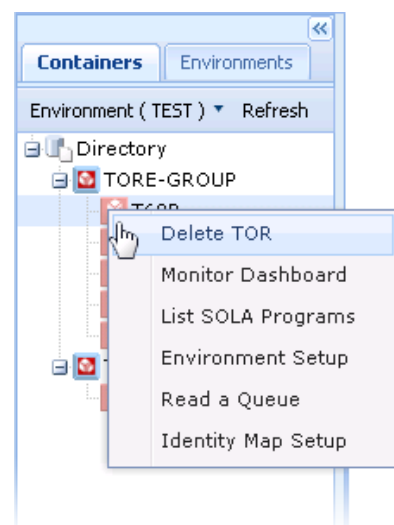 Containers Environments
Environment ( TEST ) Refresh
Directory
TORE-GROUP
Delete TOR
Monitor Dashboard
List SOLA Programs
Environment Setup
Read a Queue
Identity Map Setup